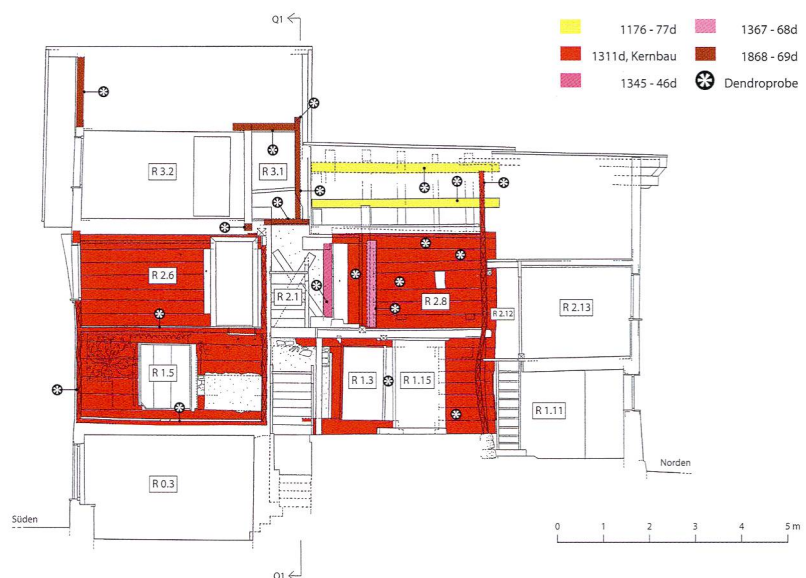 Q1
1176 - 77d
1367 - 68d
1311d, Kernbau
1868 - 69d
1345 - 46d
Dendroprobe
R 3.2
R 3.1
R 2.6
R 2.1
R 2.8
R 2.12
R 2.13
R 1.5
R 1.3
R 1.15
R 1.11
R 0.3
Norden
Süden
0 1 2 3 4 5 m
Q1